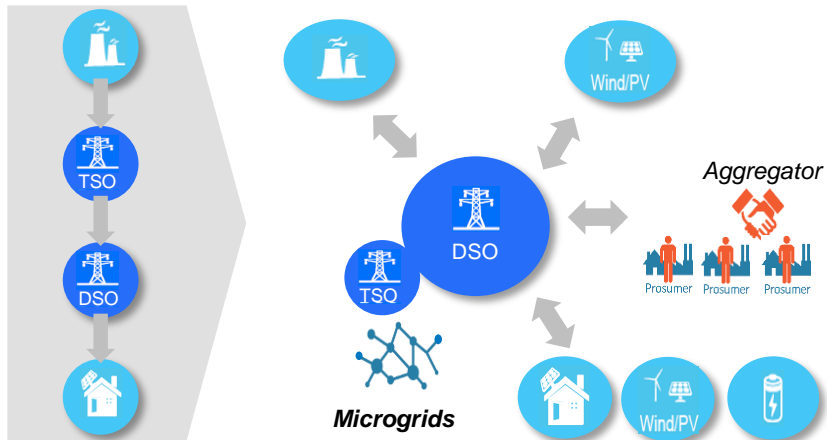 TSO
DSO
Wind/PV
Aggregator
DSO
Prosumer Prosumer Prosumer
TSO
Microgrids
Wind/PV